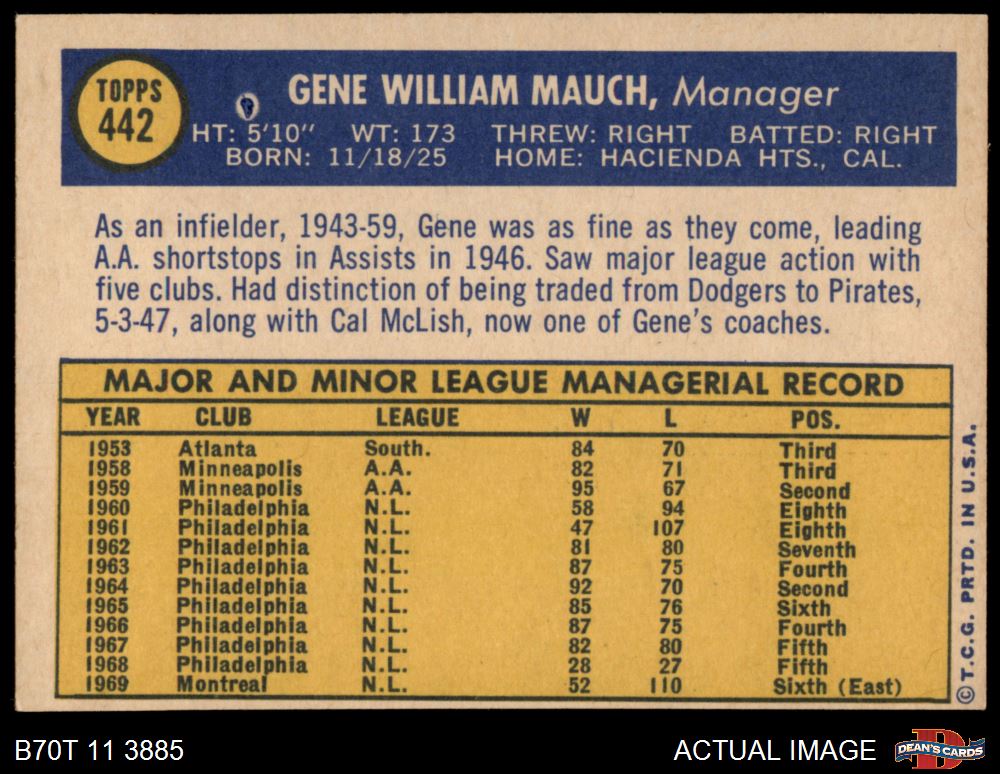 TOPPS
442
GENE WILLIAM MAUCH, Manager
HT: 5'10" WT: 173 THREW: RIGHT BATTED: RIGHT
BORN: 11/18/25 HOME: HACIENDA HTS., CAL.
As an infielder, 1943-59, Gene was as fine as they come, leading
A.A. shortstops in Assists in 1946. Saw major league action with
five clubs. Had distinction of being traded from Dodgers to Pirates,
5-3-47, along with Cal McLish, now one of Gene's coaches.
MAJOR AND MINOR LEAGUE MANAGERIAL RECORD
YEAR CLUB LEAGUE W L POS.
1953 Atlanta South. 84 70 Third
1958 Minneapolis A.A. 82 71 Third
1959 Minneapolis A.A. 95 67 Second
1960 Philadelphia N.L. 58 94 Eighth
1961 Philadelphia N.L. 47 107 Eighth
1962 Philadelphia N.L. 81 80 Seventh
1963 Philadelphia N.L. 87 75 Fourth
1964 Philadelphia N.L. 92 70 Second
1965 Philadelphia N.L. 85 76 Sixth
1966 Philadelphia N.L. 87 75 Fourth
1967 Philadelphia N.L. 82 80 Fifth
1968 Philadelphia N.L. 28 27 Fifth
1969 Montreal N.L. 52 110 Sixth (East)
© T.C.G. PRTD. IN U.S.A.
B70T 11 3885
ACTUAL IMAGE
D
DEAN'S CARDS